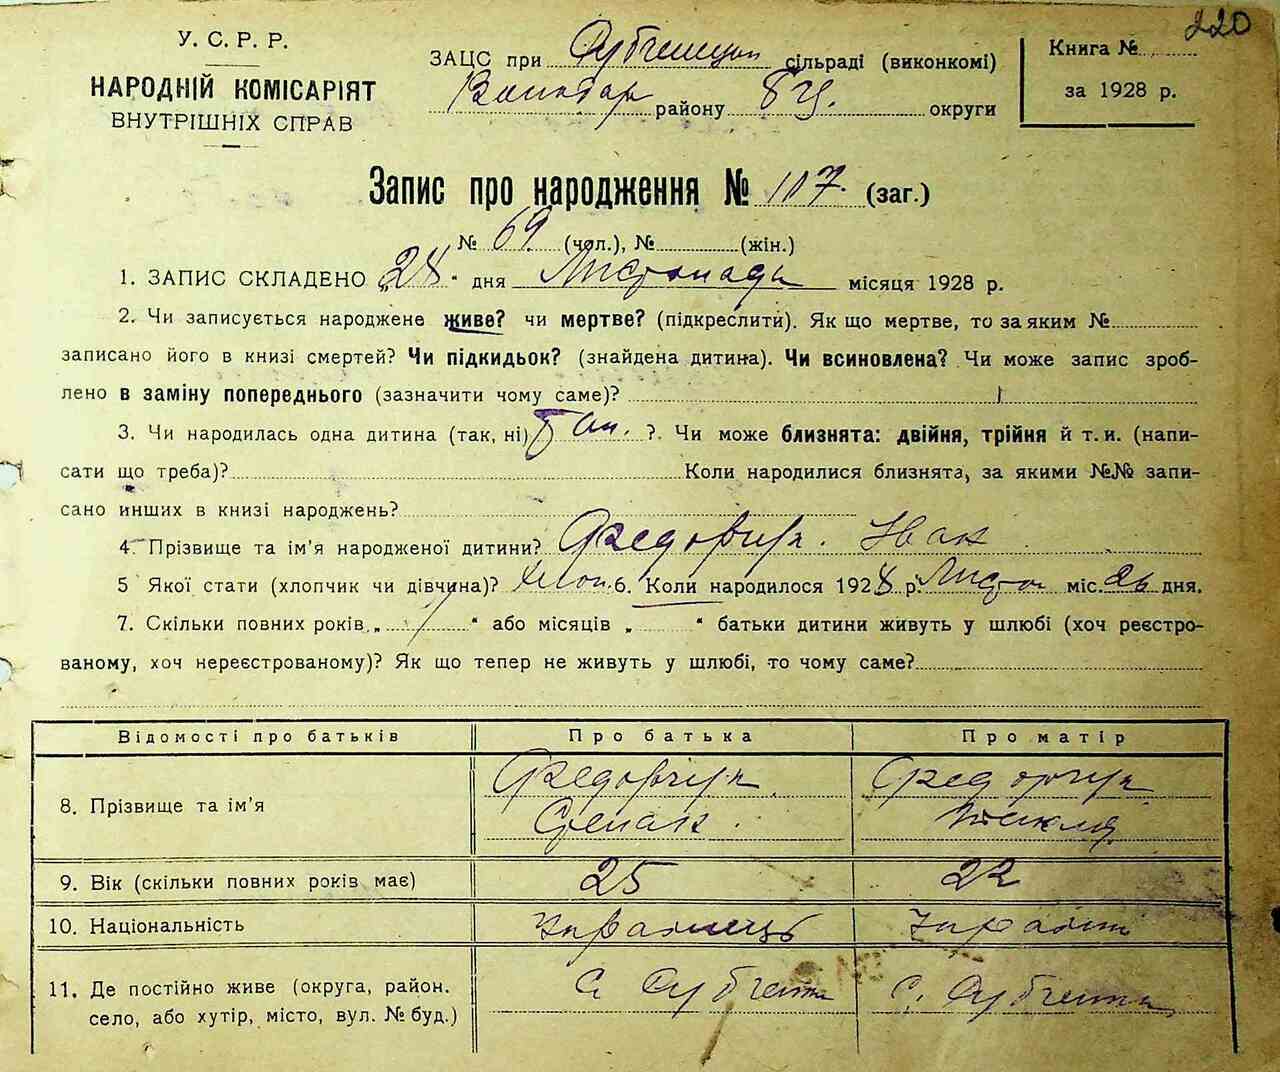 220
У. С. Р. Р.
НАРОДНІЙ КОМІСАРІЯТ
ВНУТРІШНІХ СПРАВ
ЗАЦС при сільраді (виконкомі)
району БЦ. округи
Книга №
за 1928 р.
Запис про народження № 117. (заг.)
№ 69 (чол.), № (жін.)
1. ЗАПИС СКЛАДЕНО „28“ дня Листопада місяця 1928 р.
2. Чи записується народжене живе? чи мертве? (підкреслити). Як що мертве, то за яким №
записано його в книзі смертей? Чи підкидьок? (знайдена дитина). Чи всиновлена? Чи може запис зроб-
лено в заміну попереднього (зазначити чому саме)?
3. Чи народилась одна дитина (так, ні) Так. ?. Чи може близнята: двійня, трійня й т. и. (напи-
сати що треба)? Коли народилися близнята, за якими №№ запи-
сано инших в книзі народжень?
4. Прізвище та ім'я народженої дитини? Федорчук. Іван
5 Якої стати (хлопчик чи дівчина)? Хлоп. 6. Коли народилося 1928 р. Листоп міс. 26 дня.
7. Скільки повних років „ “ або місяців „ “ батьки дитини живуть у шлюбі (хоч реєстро-
ваному, хоч нереєстрованому)? Як що тепер не живуть у шлюбі, то чому саме?
Відомості про батьків Про батька Про матір
8. Прізвище та ім'я Федорчук Степан Федорчук Текля
9. Вік (скільки повних років має) 25 22
10. Національність Українець Україн
11. Де постійно живе (округа, район. С. с.
село, або хутір, місто, вул. № буд.)